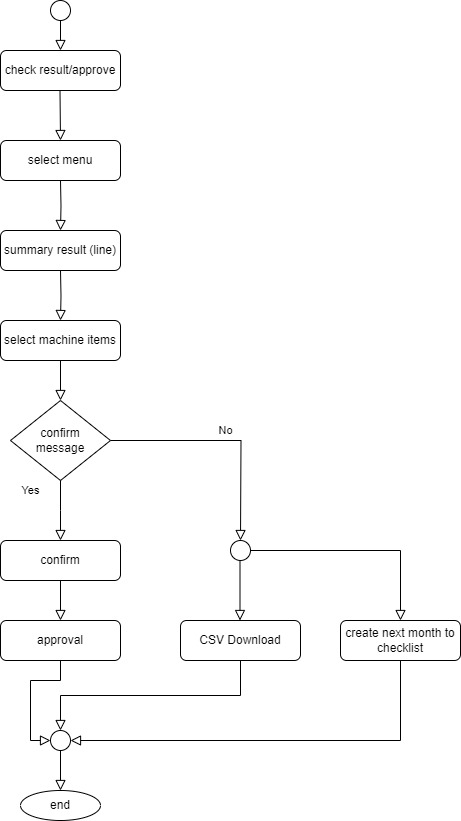 check result/approve
select menu
summary result (line)
select machine items
confirm
message
No
Yes
confirm
approval
CSV Download
create next month to
checklist
end